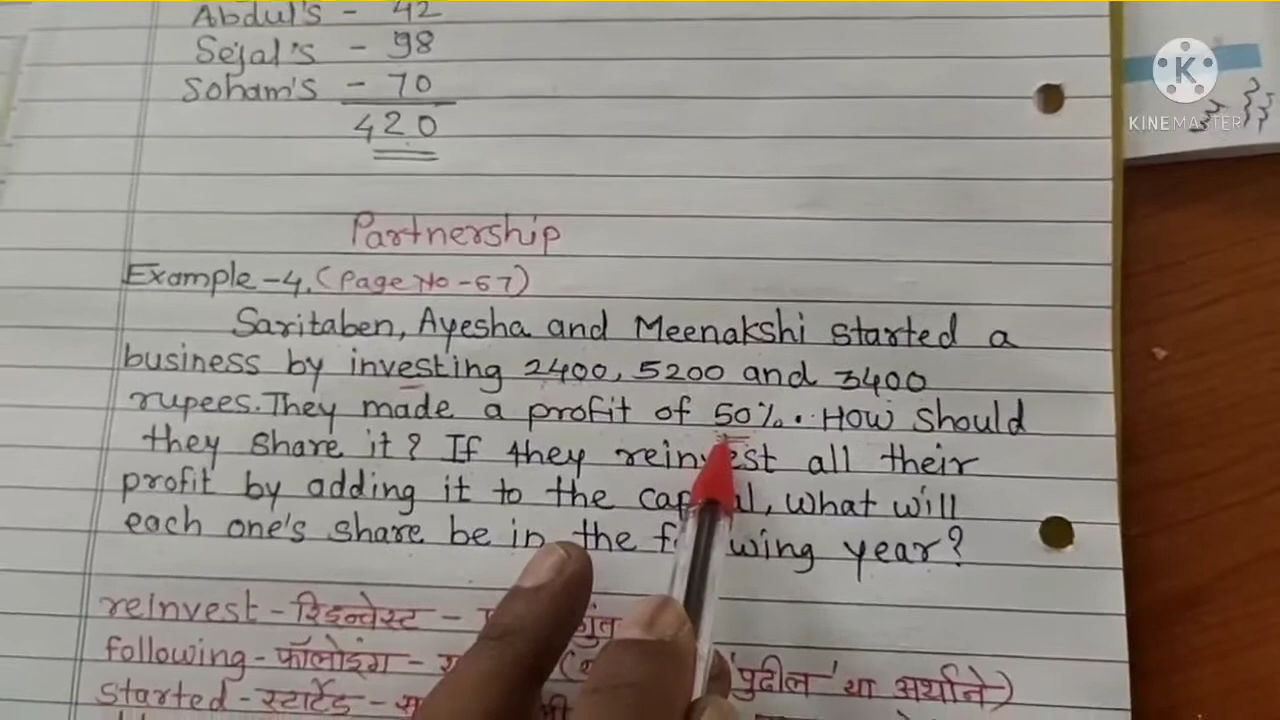 Abdul's - 42
Sejal's - 98
Soham's - 70
420
Partnership
Example-4. (Page No-67)
Saritaben, Ayesha and Meenakshi started a
business by investing 2400, 5200 and 3400
rupees. They made a profit of 50%. How should
they share it? If they reinvest all their
profit by adding it to the capital, what will
each one's share be in the following year?
reinvest - रिइन्वेस्ट -
following - फॉलोइंग - 'पुढील' या अर्थाने)
started - स्टार्टेड -
K
KINEMASTER